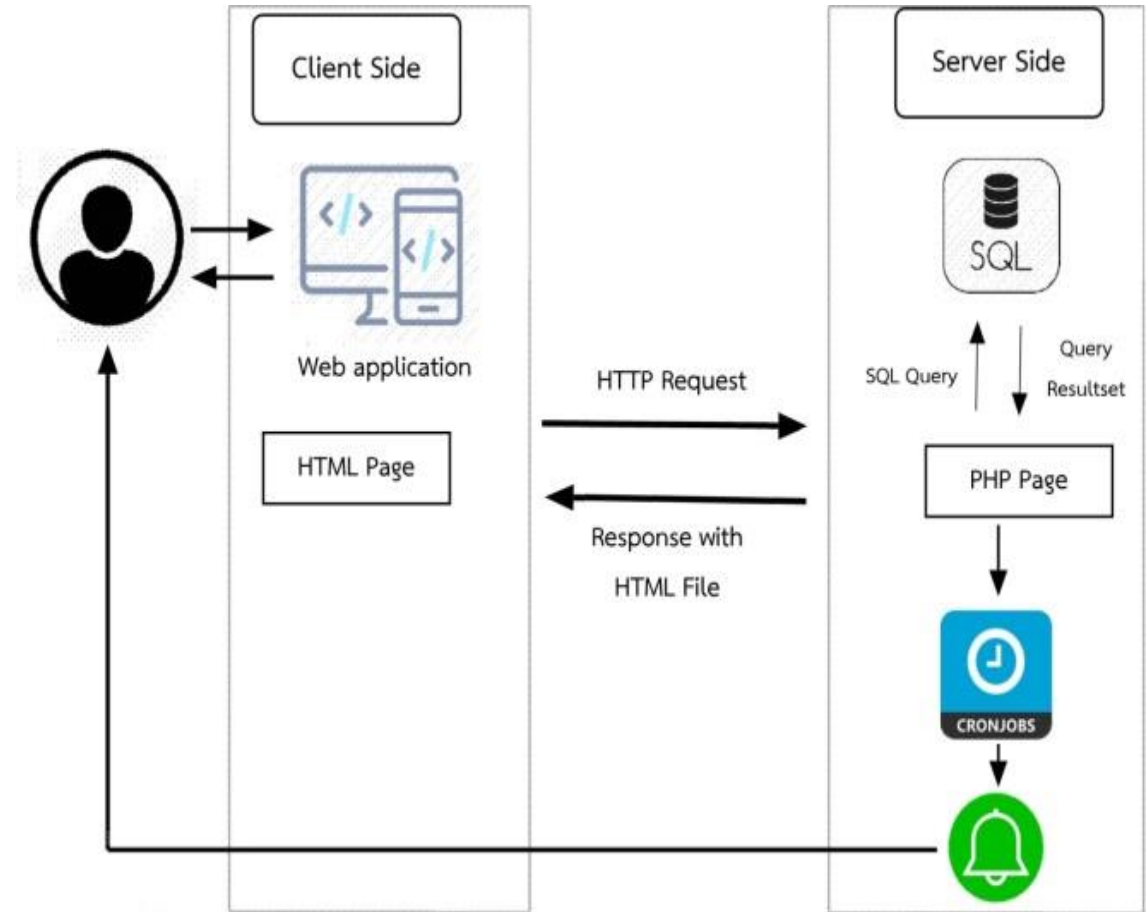 Client Side
Server Side
SQL
Web application
HTTP Request
SQL Query
Query
Resultset
HTML Page
PHP Page
Response with
HTML File
CRONJOBS